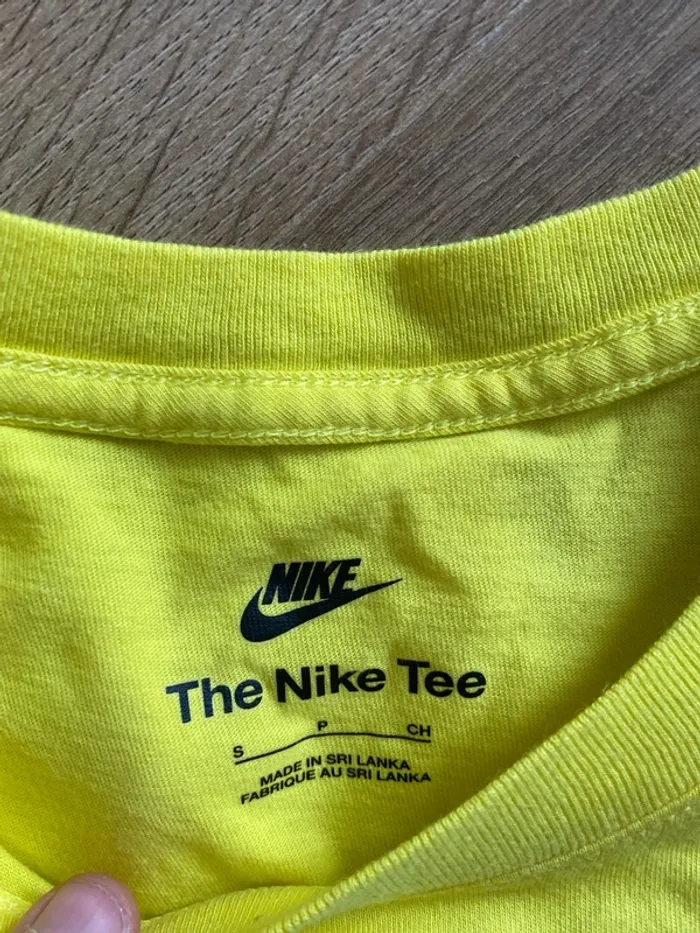 NIKE
The Nike Tee
S P CH
MADE IN SRI LANKA
FABRIQUE AU SRI LANKA